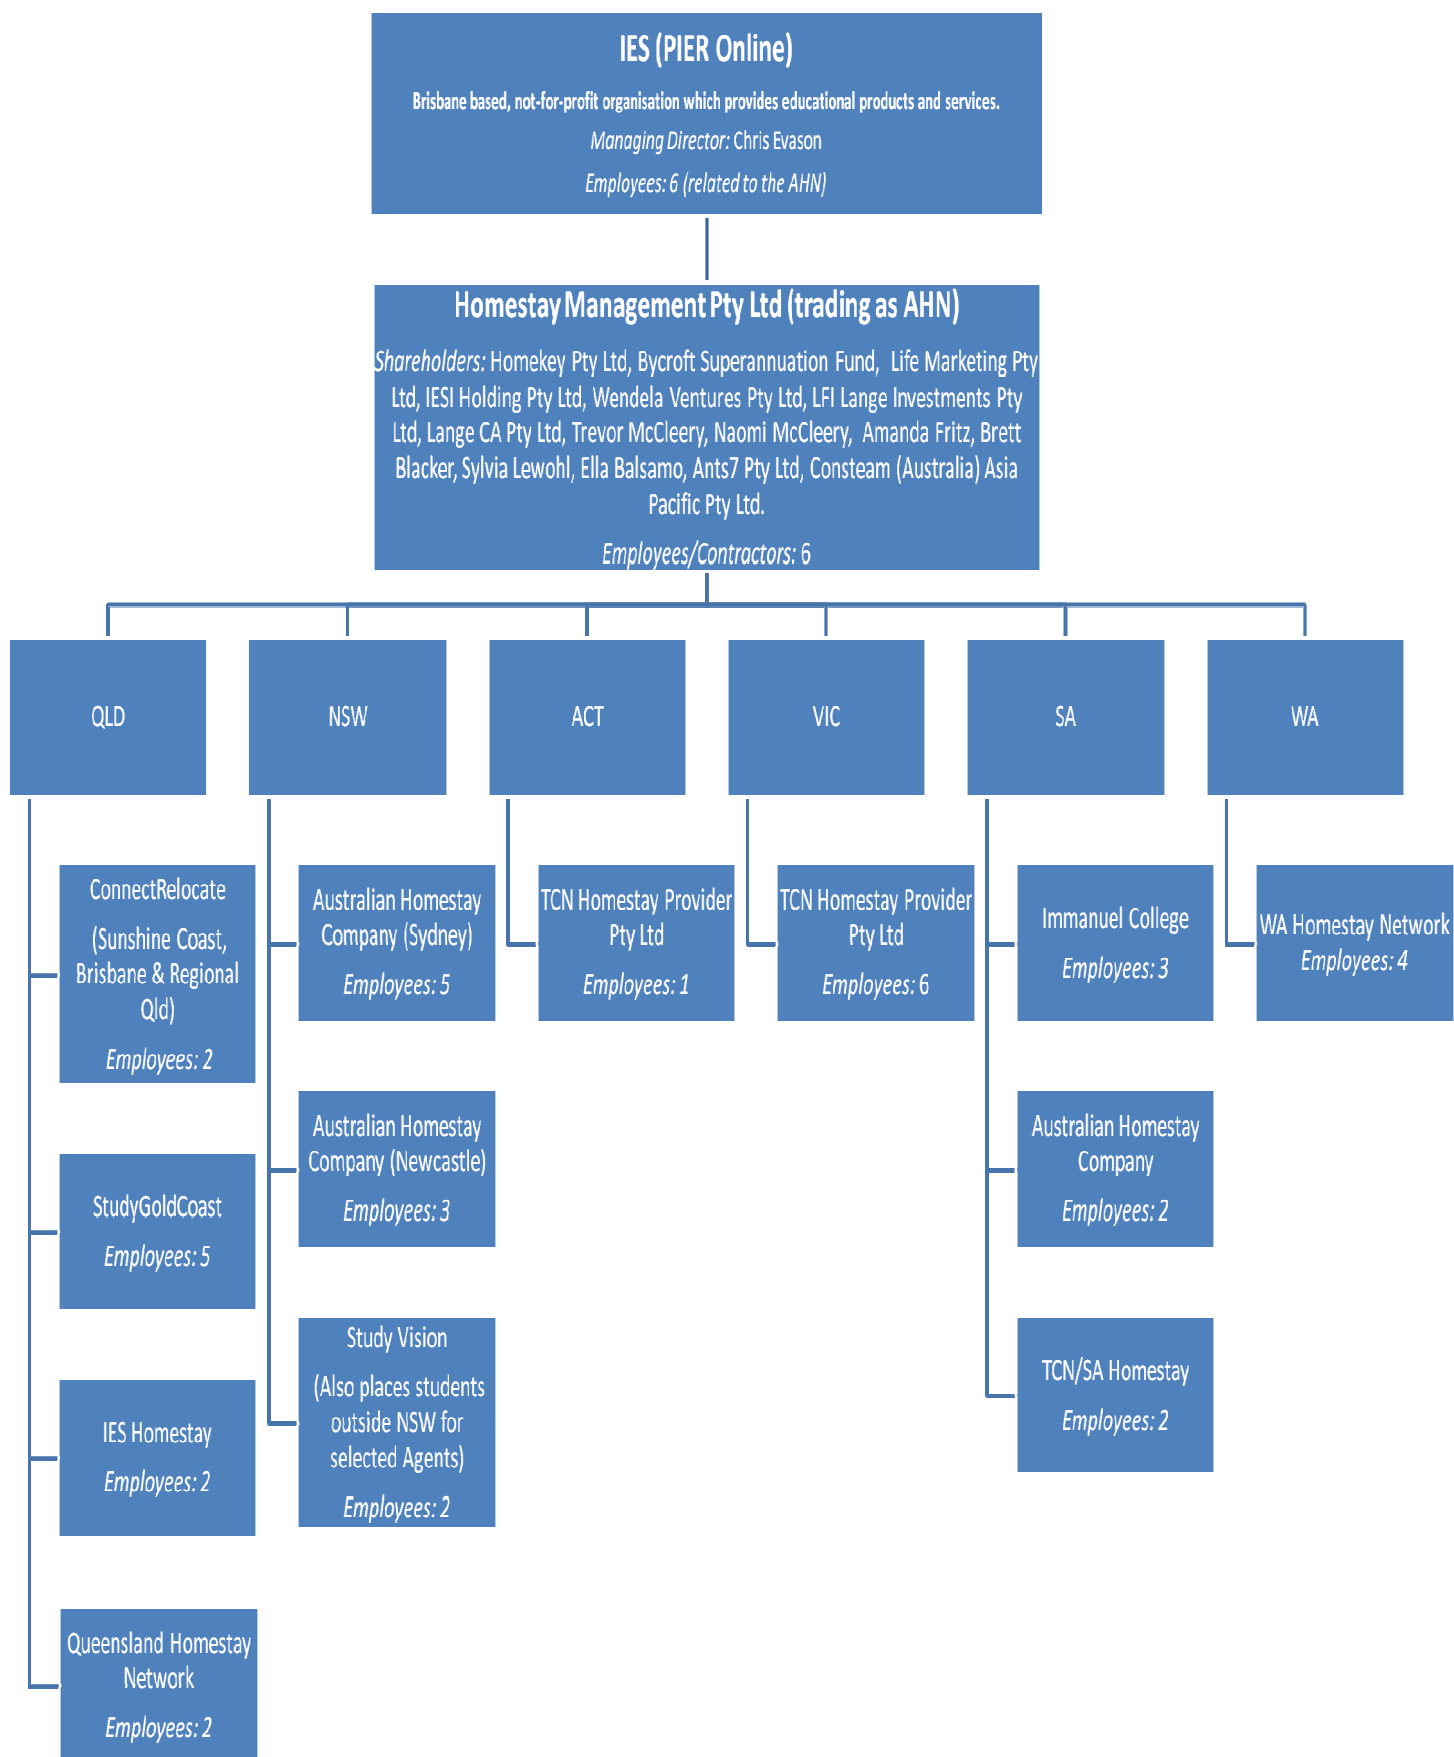 IES (PIER Online)
Brisbane based, not-for-profit organisation which provides educational products and services.
Managing Director: Chris Evason
Employees: 6 (related to the AHN)
Homestay Management Pty Ltd (trading as AHN)
Shareholders: Homekey Pty Ltd, Bycroft Superannuation Fund, Life Marketing Pty
Ltd, IESI Holding Pty Ltd, Wendela Ventures Pty Ltd, LFI Lange Investments Pty
Ltd, Lange CA Pty Ltd, Trevor McCleery, Naomi McCleery, Amanda Fritz, Brett
Blacker, Sylvia Lewohl, Ella Balsamo, Ants7 Pty Ltd, Consteam (Australia) Asia
Pacific Pty Ltd.
Employees/Contractors: 6
QLD
NSW
ACT
VIC
SA
WA
ConnectRelocate
(Sunshine Coast,
Brisbane & Regional
Qld)
Employees: 2
StudyGoldCoast
Employees: 5
IES Homestay
Employees: 2
Queensland Homestay
Network
Employees: 2
Australian Homestay
Company (Sydney)
Employees: 5
Australian Homestay
Company (Newcastle)
Employees: 3
Study Vision
(Also places students
outside NSW for
selected Agents)
Employees: 2
TCN Homestay Provider
Pty Ltd
Employees: 1
TCN Homestay Provider
Pty Ltd
Employees: 6
Immanuel College
Employees: 3
Australian Homestay
Company
Employees: 2
TCN/SA Homestay
Employees: 2
WA Homestay Network
Employees: 4